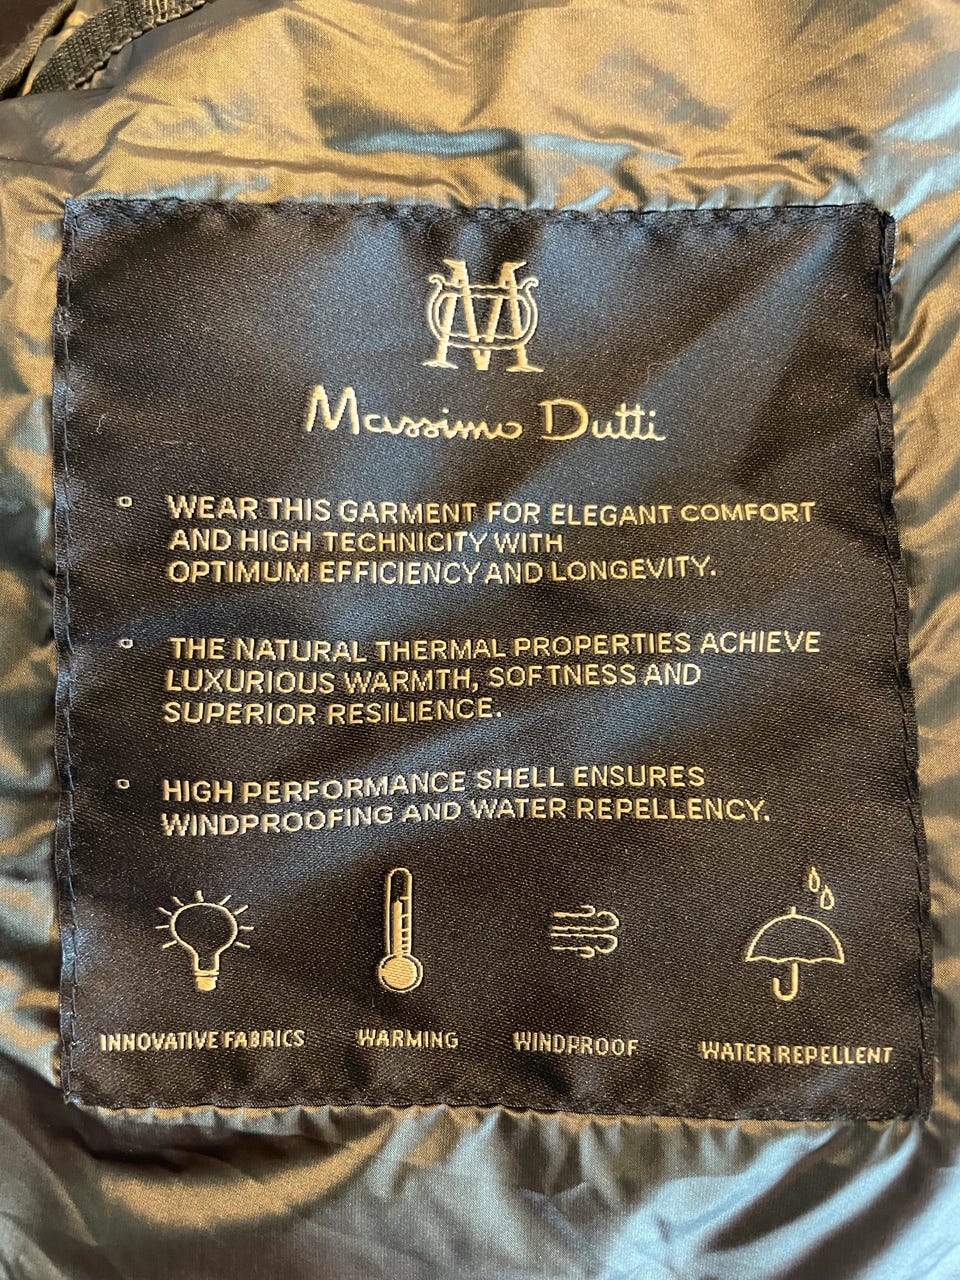 M
Massimo Dutti
WEAR THIS GARMENT FOR ELEGANT COMFORT
AND HIGH TECHNICITY WITH
OPTIMUM EFFICIENCY AND LONGEVITY.
THE NATURAL THERMAL PROPERTIES ACHIEVE
LUXURIOUS WARMTH, SOFTNESS AND
SUPERIOR RESILIENCE.
HIGH PERFORMANCE SHELL ENSURES
WINDPROOFING AND WATER REPELLENCY.
INNOVATIVE FABRICS
WARMING
WINDPROOF
WATER REPELLENT